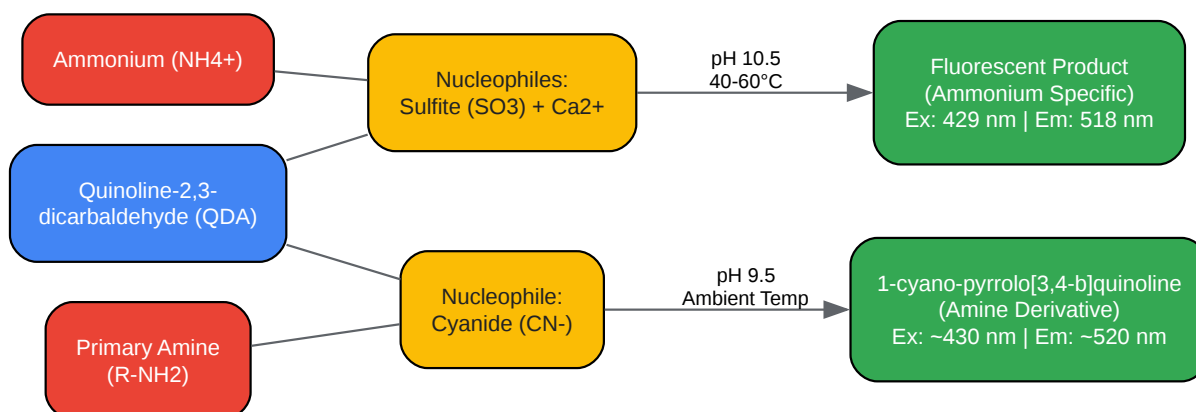 Ammonium (NH4+)
Quinoline-2,3-
dicarbaldehyde (QDA)
Primary Amine
(R-NH2)
Nucleophiles:
Sulfite (SO3) + Ca2+
Nucleophile:
Cyanide (CN-)
pH 10.5
40-60°C
pH 9.5
Ambient Temp
Fluorescent Product
(Ammonium Specific)
Ex: 429 nm | Em: 518 nm
1-cyano-pyrrolo[3,4-b]quinoline
(Amine Derivative)
Ex: ~430 nm | Em: ~520 nm